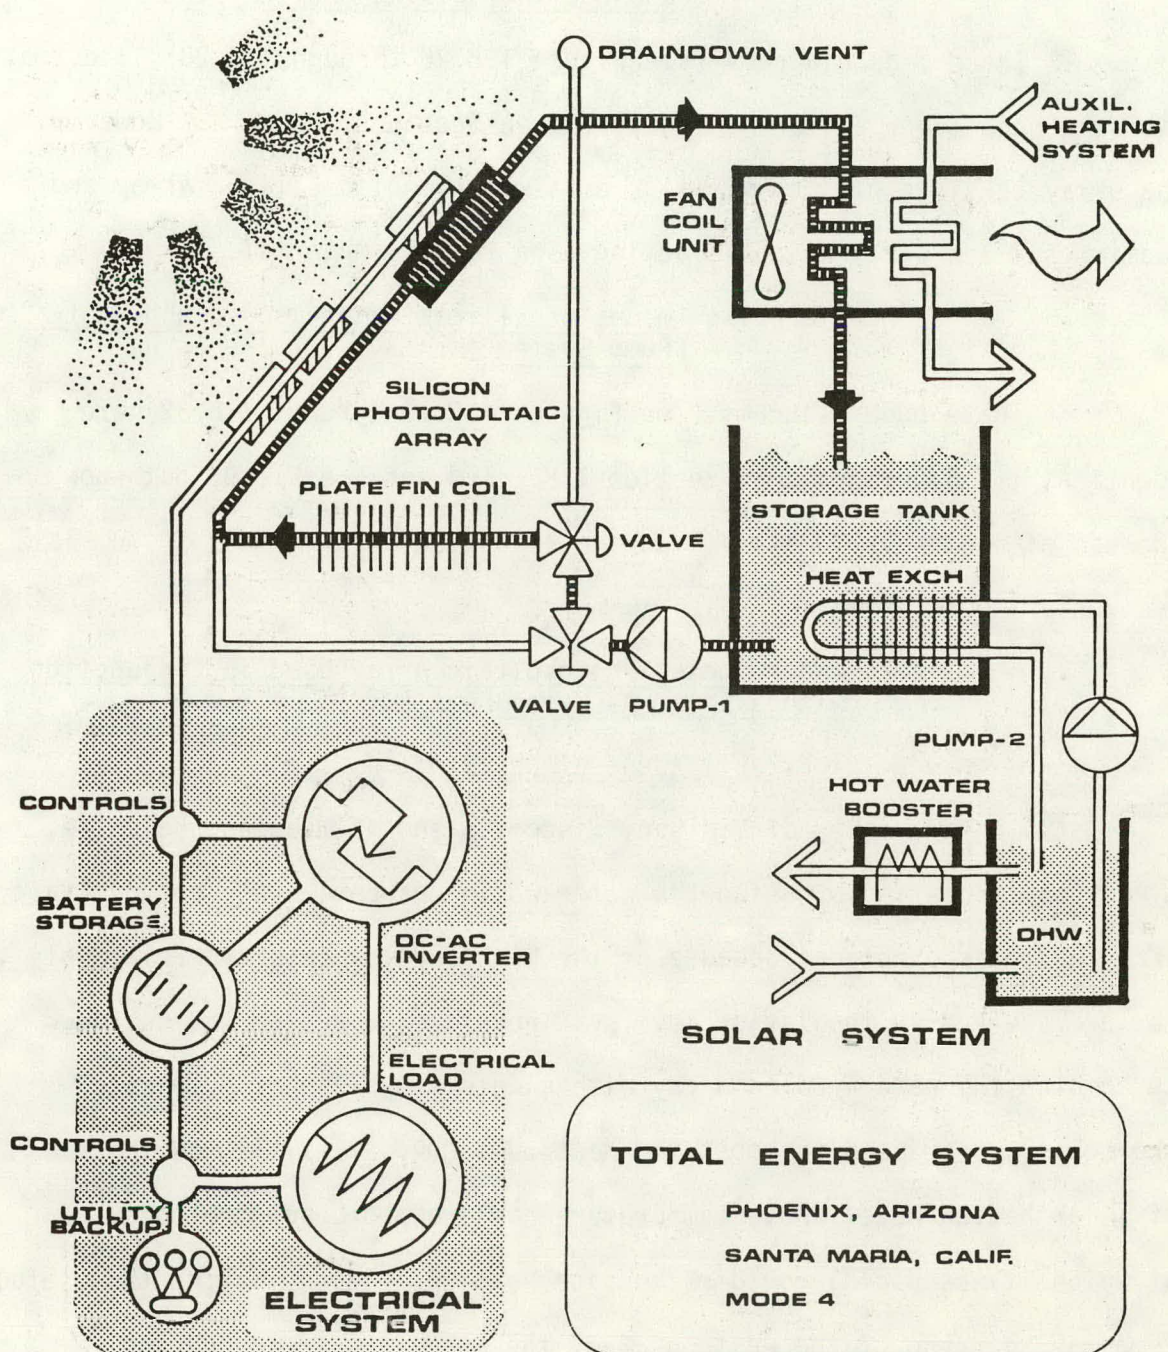 DRAINDOWN VENT
AUXIL.
HEATING
SYSTEM
FAN
COIL
UNIT
SILICON
PHOTOVOLTAIC
ARRAY
PLATE FIN COIL
VALVE
STORAGE TANK
HEAT EXCH
VALVE
PUMP-1
PUMP-2
HOT WATER
BOOSTER
DHW
SOLAR SYSTEM
CONTROLS
BATTERY
STORAGE
DC-AC
INVERTER
ELECTRICAL
LOAD
CONTROLS
UTILITY
BACKUP
ELECTRICAL
SYSTEM
TOTAL ENERGY SYSTEM
PHOENIX, ARIZONA
SANTA MARIA, CALIF.
MODE 4